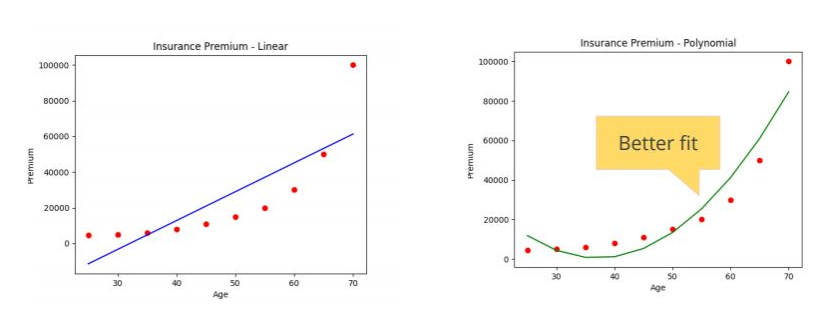 Insurance Premium - Linear
100000
80000
60000
40000
20000
0
Premium
30 40 50 60 70
Age
Insurance Premium - Polynomial
100000
80000
60000
40000
20000
0
Premium
30 40 50 60 70
Age
Better fit